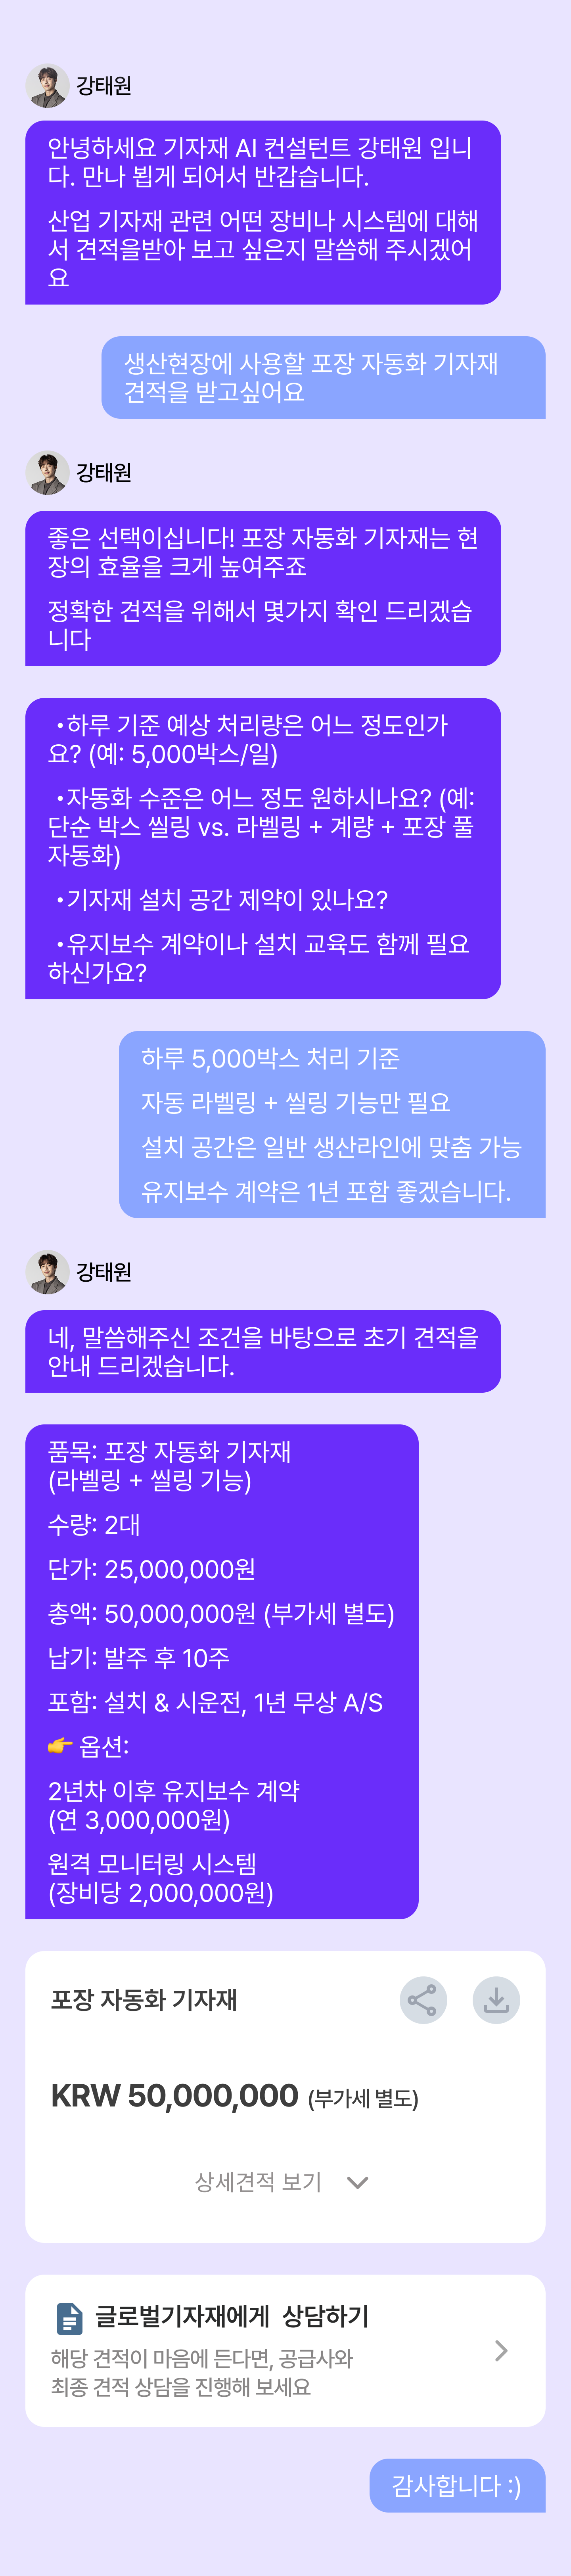 강태원
안녕하세요 기자재 AI 컨설턴트 강태원 입니
다. 만나 뵙게 되어서 반갑습니다.
산업 기자재 관련 어떤 장비나 시스템에 대해
서 견적을받아 보고 싶은지 말씀해 주시겠어
요
생산현장에 사용할 포장 자동화 기자재
견적을 받고싶어요
강태원
좋은 선택이십니다! 포장 자동화 기자재는 현
장의 효율을 크게 높여주죠
정확한 견적을 위해서 몇가지 확인 드리겠습
니다
•하루 기준 예상 처리량은 어느 정도인가
요? (예: 5,000박스/일)
•자동화 수준은 어느 정도 원하시나요? (예:
단순 박스 씰링 vs. 라벨링 + 계량 + 포장 풀
자동화)
•기자재 설치 공간 제약이 있나요?
•유지보수 계약이나 설치 교육도 함께 필요
하신가요?
하루 5,000박스 처리 기준
자동 라벨링 + 씰링 기능만 필요
설치 공간은 일반 생산라인에 맞춤 가능
유지보수 계약은 1년 포함 좋겠습니다.
강태원
네, 말씀해주신 조건을 바탕으로 초기 견적을
안내 드리겠습니다.
품목: 포장 자동화 기자재
(라벨링 + 씰링 기능)
수량: 2대
단가: 25,000,000원
총액: 50,000,000원 (부가세 별도)
납기: 발주 후 10주
포함: 설치 & 시운전, 1년 무상 A/S
👉 옵션:
2년차 이후 유지보수 계약
(연 3,000,000원)
원격 모니터링 시스템
(장비당 2,000,000원)
포장 자동화 기자재
KRW 50,000,000 (부가세 별도)
상세견적 보기
글로벌기자재에게 상담하기
해당 견적이 마음에 든다면, 공급사와
최종 견적 상담을 진행해 보세요
감사합니다 :)